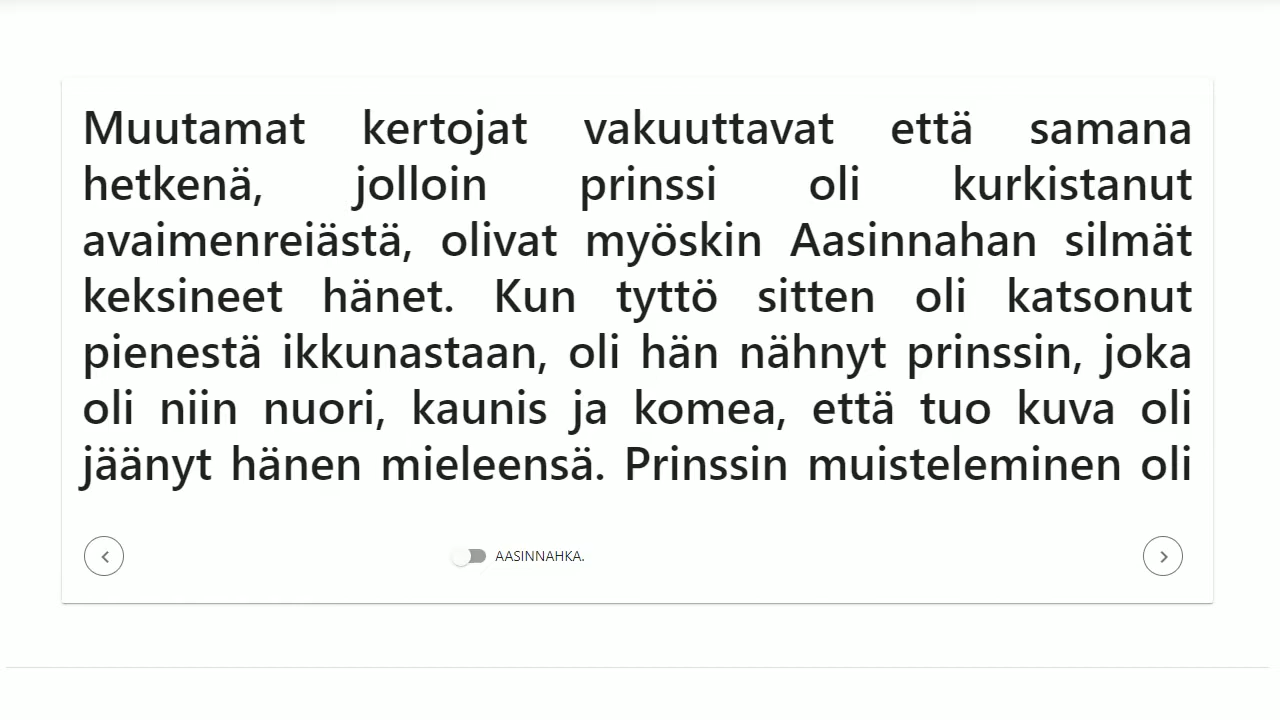 Muutamat kertojat vakuuttavat että samana
hetkenä, jolloin prinssi oli kurkistanut
avaimenreiästä, olivat myöskin Aasinnahan silmät
keksineet hänet. Kun tyttö sitten oli katsonut
pienestä ikkunastaan, oli hän nähnyt prinssin, joka
oli niin nuori, kaunis ja komea, että tuo kuva oli
jäänyt hänen mieleensä. Prinssin muisteleminen oli
AASINNAHKA.